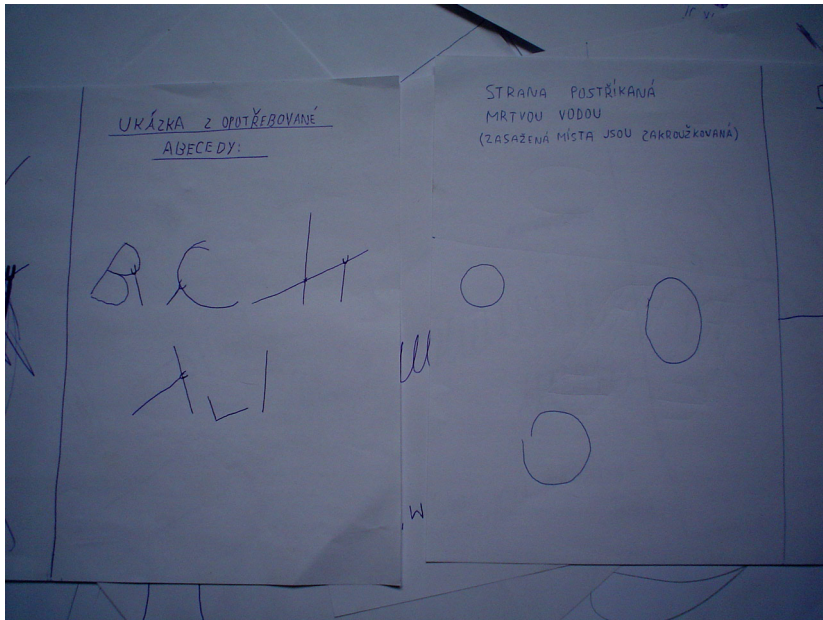 UKÁZKA Z OPOTŘEBOVANÉ
ABECEDY:
STRANA POSTŘÍKANÁ
MRTVOU VODOU
(ZASAŽENÁ MÍSTA JSOU ZAKROUŽKOVANÁ)